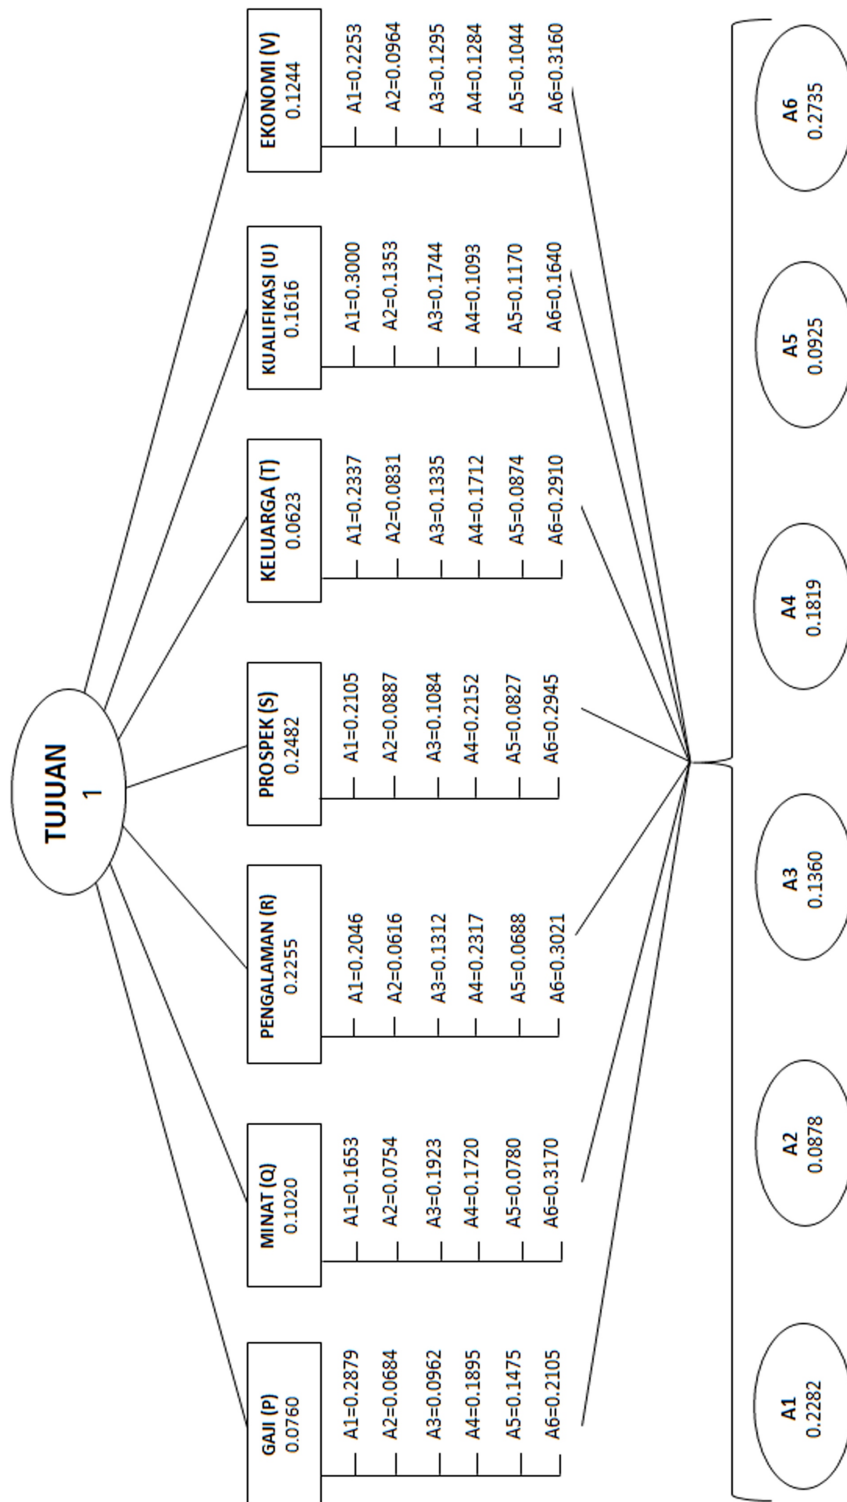 TUJUAN
1
GAJI (P)
0.0760
A1=0.2879
A2=0.0684
A3=0.0962
A4=0.1895
A5=0.1475
A6=0.2105
MINAT (Q)
0.1020
A1=0.1653
A2=0.0754
A3=0.1923
A4=0.1720
A5=0.0780
A6=0.3170
PENGALAMAN (R)
0.2255
A1=0.2046
A2=0.0616
A3=0.1312
A4=0.2317
A5=0.0688
A6=0.3021
PROSPEK (S)
0.2482
A1=0.2105
A2=0.0887
A3=0.1084
A4=0.2152
A5=0.0827
A6=0.2945
KELUARGA (T)
0.0623
A1=0.2337
A2=0.0831
A3=0.1335
A4=0.1712
A5=0.0874
A6=0.2910
KUALIFIKASI (U)
0.1616
A1=0.3000
A2=0.1353
A3=0.1744
A4=0.1093
A5=0.1170
A6=0.1640
EKONOMI (V)
0.1244
A1=0.2253
A2=0.0964
A3=0.1295
A4=0.1284
A5=0.1044
A6=0.3160
A1
0.2282
A2
0.0878
A3
0.1360
A4
0.1819
A5
0.0925
A6
0.2735